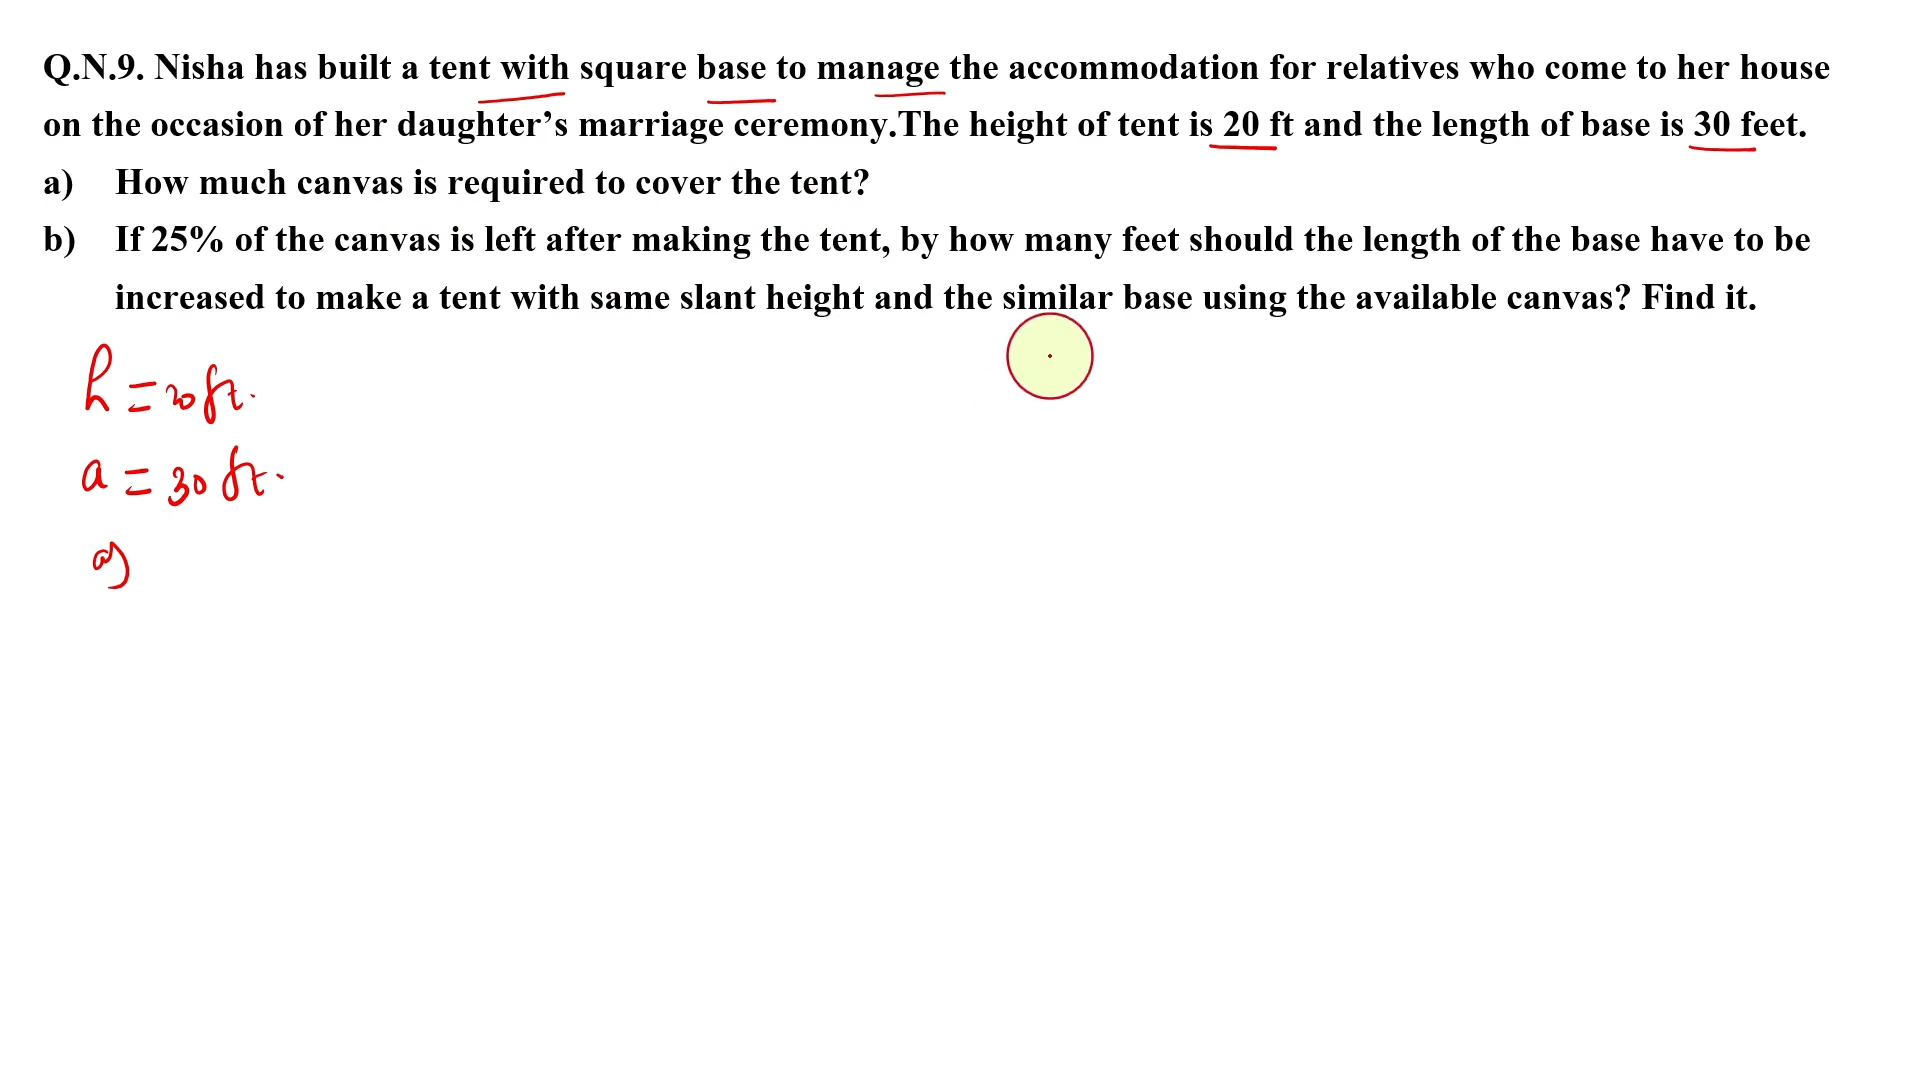 Q.N.9. Nisha has built a tent with square base to manage the accommodation for relatives who come to her house
on the occasion of her daughter’s marriage ceremony.The height of tent is 20 ft and the length of base is 30 feet.
a) How much canvas is required to cover the tent?
b) If 25% of the canvas is left after making the tent, by how many feet should the length of the base have to be
increased to make a tent with same slant height and the similar base using the available canvas? Find it.
h = 20 ft.
a = 30 ft.
a)